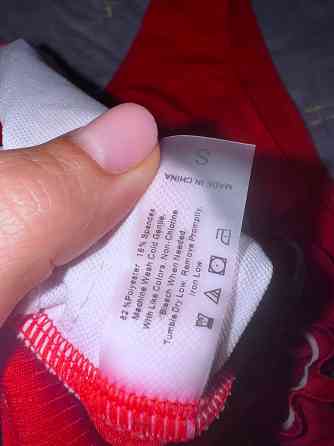 S
MADE IN CHINA
82 %Polyester 18% Spandex
Machine Wash Cold Gentle,
With Like Colors. Non-Chlorine
Bleach When Needed.
Tumble Dry Low. Remove Promptly.
Iron Low.